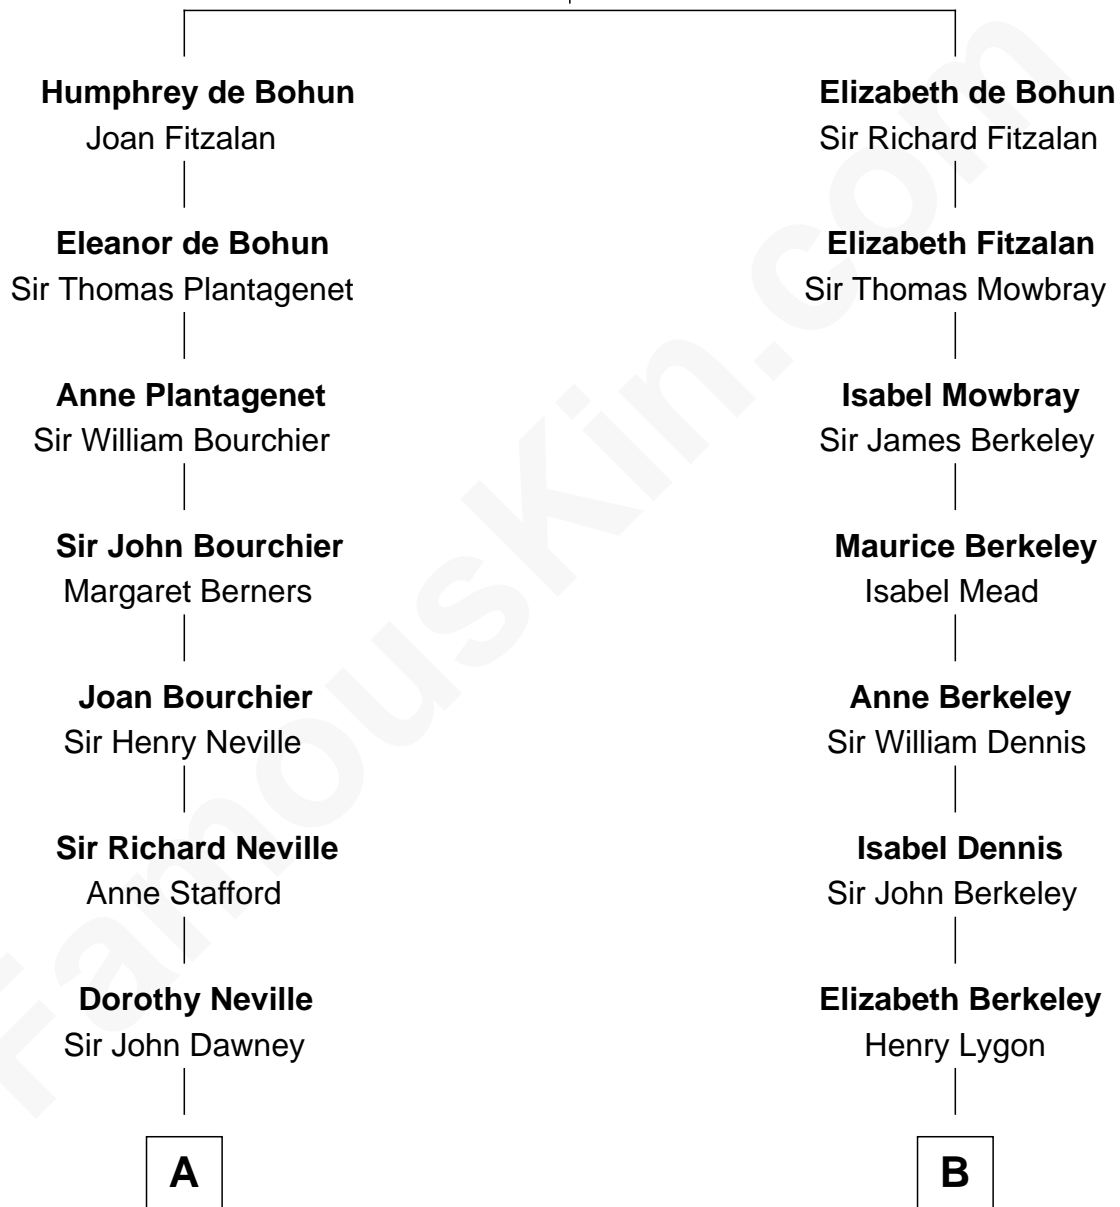 Humphrey de Bohun
Joan Fitzalan
Eleanor de Bohun
Sir Thomas Plantagenet
Anne Plantagenet
Sir William Bourchier
Sir John Bourchier
Margaret Berners
Joan Bourchier
Sir Henry Neville
Sir Richard Neville
Anne Stafford
Dorothy Neville
Sir John Dawney
A
Elizabeth de Bohun
Sir Richard Fitzalan
Elizabeth Fitzalan
Sir Thomas Mowbray
Isabel Mowbray
Sir James Berkeley
Maurice Berkeley
Isabel Mead
Anne Berkeley
Sir William Dennis
Isabel Dennis
Sir John Berkeley
Elizabeth Berkeley
Henry Lygon
B
FamousKin.com